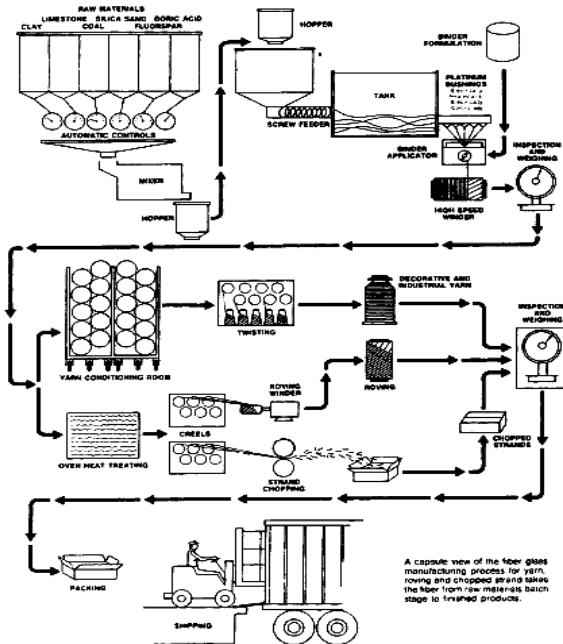 RAW MATERIALS
LIMESTONE SILICA SAND BORIC ACID
CLAY COAL FLUORSPAR
AUTOMATIC CONTROLS
MIXER
HOPPER
HOPPER
SCREW FEEDER
TANK
BINDER
FORMULATION
PLATINUM
BUSHINGS
BINDER
APPLICATOR
HIGH SPEED
WINDER
INSPECTION
AND
WEIGHING
YARN CONDITIONING ROOM
TWISTING
DECORATIVE AND
INDUSTRIAL YARN
INSPECTION
AND
WEIGHING
ROVING
WINDER
ROVING
OVEN HEAT TREATING
CREELS
STRAND
CHOPPING
CHOPPED
STRANDS
PACKING
SHIPPING
A capsule view of the fiber glass
manufacturing process for yarn,
roving and chopped strand takes
the fiber from raw materials batch
stage to finished products.